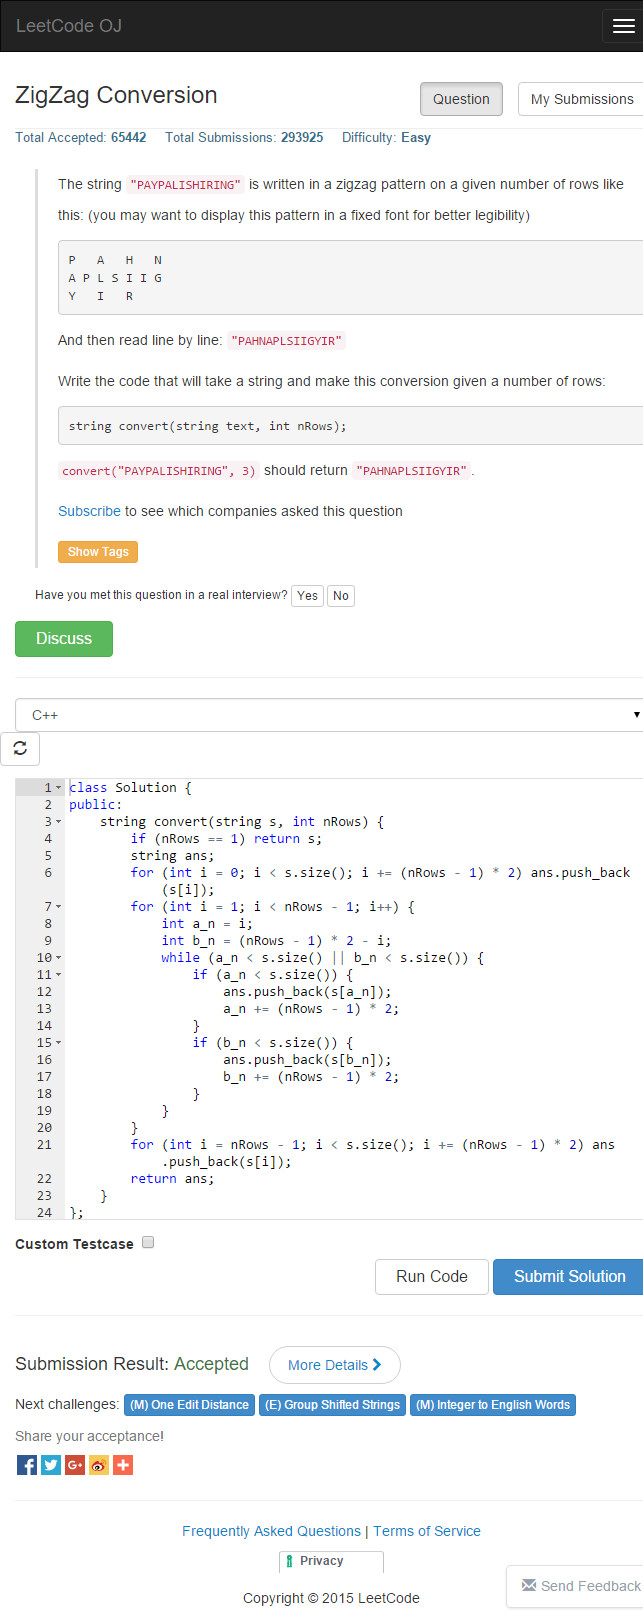 LeetCode OJ
ZigZag Conversion
Question
My Submissions
Total Accepted: 65442 Total Submissions: 293925 Difficulty: Easy
The string "PAYPALISHIRING" is written in a zigzag pattern on a given number of rows like
this: (you may want to display this pattern in a fixed font for better legibility)
P   A   H   N
A P L S I I G
Y   I   R
And then read line by line: "PAHNAPLSIIGYIR"
Write the code that will take a string and make this conversion given a number of rows:
string convert(string text, int nRows);
convert("PAYPALISHIRING", 3) should return "PAHNAPLSIIGYIR".
Subscribe to see which companies asked this question
Show Tags
Have you met this question in a real interview? Yes No
Discuss
C++
1 class Solution {
2 public:
3     string convert(string s, int nRows) {
4         if (nRows == 1) return s;
5         string ans;
6         for (int i = 0; i < s.size(); i += (nRows - 1) * 2) ans.push_back
            (s[i]);
7         for (int i = 1; i < nRows - 1; i++) {
8             int a_n = i;
9             int b_n = (nRows - 1) * 2 - i;
10             while (a_n < s.size() || b_n < s.size()) {
11                 if (a_n < s.size()) {
12                     ans.push_back(s[a_n]);
13                     a_n += (nRows - 1) * 2;
14                 }
15                 if (b_n < s.size()) {
16                     ans.push_back(s[b_n]);
17                     b_n += (nRows - 1) * 2;
18                 }
19             }
20         }
21         for (int i = nRows - 1; i < s.size(); i += (nRows - 1) * 2) ans
            .push_back(s[i]);
22         return ans;
23     }
24 };
Custom Testcase
Run Code
Submit Solution
Submission Result: Accepted
More Details
Next challenges: (M) One Edit Distance (E) Group Shifted Strings (M) Integer to English Words
Share your acceptance!
Frequently Asked Questions | Terms of Service
Privacy
Send Feedback
Copyright © 2015 LeetCode